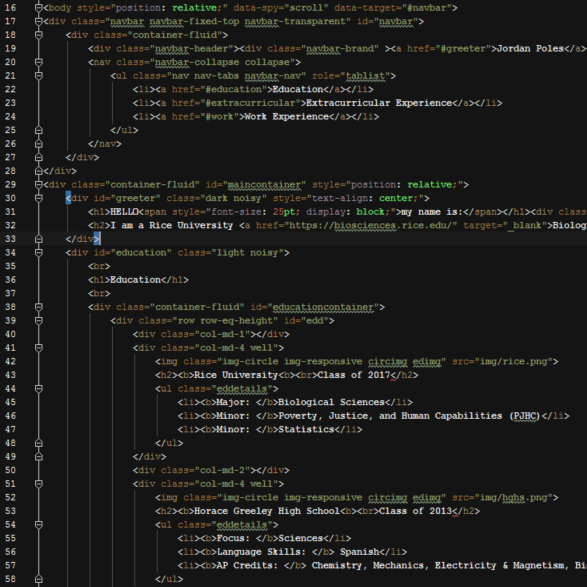 16 <body style="position: relative;" data-spy="scroll" data-target="#navbar">
17 <div class="navbar navbar-fixed-top navbar-transparent" id="navbar">
18 <div class="container-fluid">
19 <div class="navbar-header"><div class="navbar-brand" ><a href="#greeter">Jordan Poles</a>
20 <nav class="navbar-collapse collapse">
21 <ul class="nav nav-tabs navbar-nav" role="tablist">
22 <li><a href="#education">Education</a></li>
23 <li><a href="#extracurricular">Extracurricular Experience</a></li>
24 <li><a href="#work">Work Experience</a></li>
25 </ul>
26 </nav>
27 </div>
28 </div>
29 <div class="container-fluid" id="maincontainer" style="position: relative;">
30 <div id="greeter" class="dark noisy" style="text-align: center;">
31 <h1>HELLO<span style="font-size: 25pt; display: block;">my name is:</span></h1><div class
32 <h2>I am a Rice University <a href="https://biosciences.rice.edu/" target="_blank">Biolog
33 </div>
34 <div id="education" class="light noisy">
35 <br>
36 <h1>Education</h1>
37 <br>
38 <div class="container-fluid" id="educationcontainer">
39 <div class="row row-eq-height" id="edd">
40 <div class="col-md-1"></div>
41 <div class="col-md-4 well">
42 <img class="img-circle img-responsive circimg edimg" src="img/rice.png">
43 <h2><b>Rice University<b><br>Class of 2017</h2>
44 <ul class="eddetails">
45 <li><b>Major: </b>Biological Sciences</li>
46 <li><b>Minor: </b>Poverty, Justice, and Human Capabilities (PJHC)</li>
47 <li><b>Minor: </b>Statistics</li>
48 </ul>
49 </div>
50 <div class="col-md-2"></div>
51 <div class="col-md-4 well">
52 <img class="img-circle img-responsive circimg edimg" src="img/hghs.png">
53 <h2><b>Horace Greeley High School<b><br>Class of 2013</h2>
54 <ul class="eddetails">
55 <li><b>Focus: </b>Sciences</li>
56 <li><b>Language Skills: </b> Spanish</li>
57 <li><b>AP Credits: </b> Chemistry, Mechanics, Electricity & Magnetism, Bi
58 </ul>